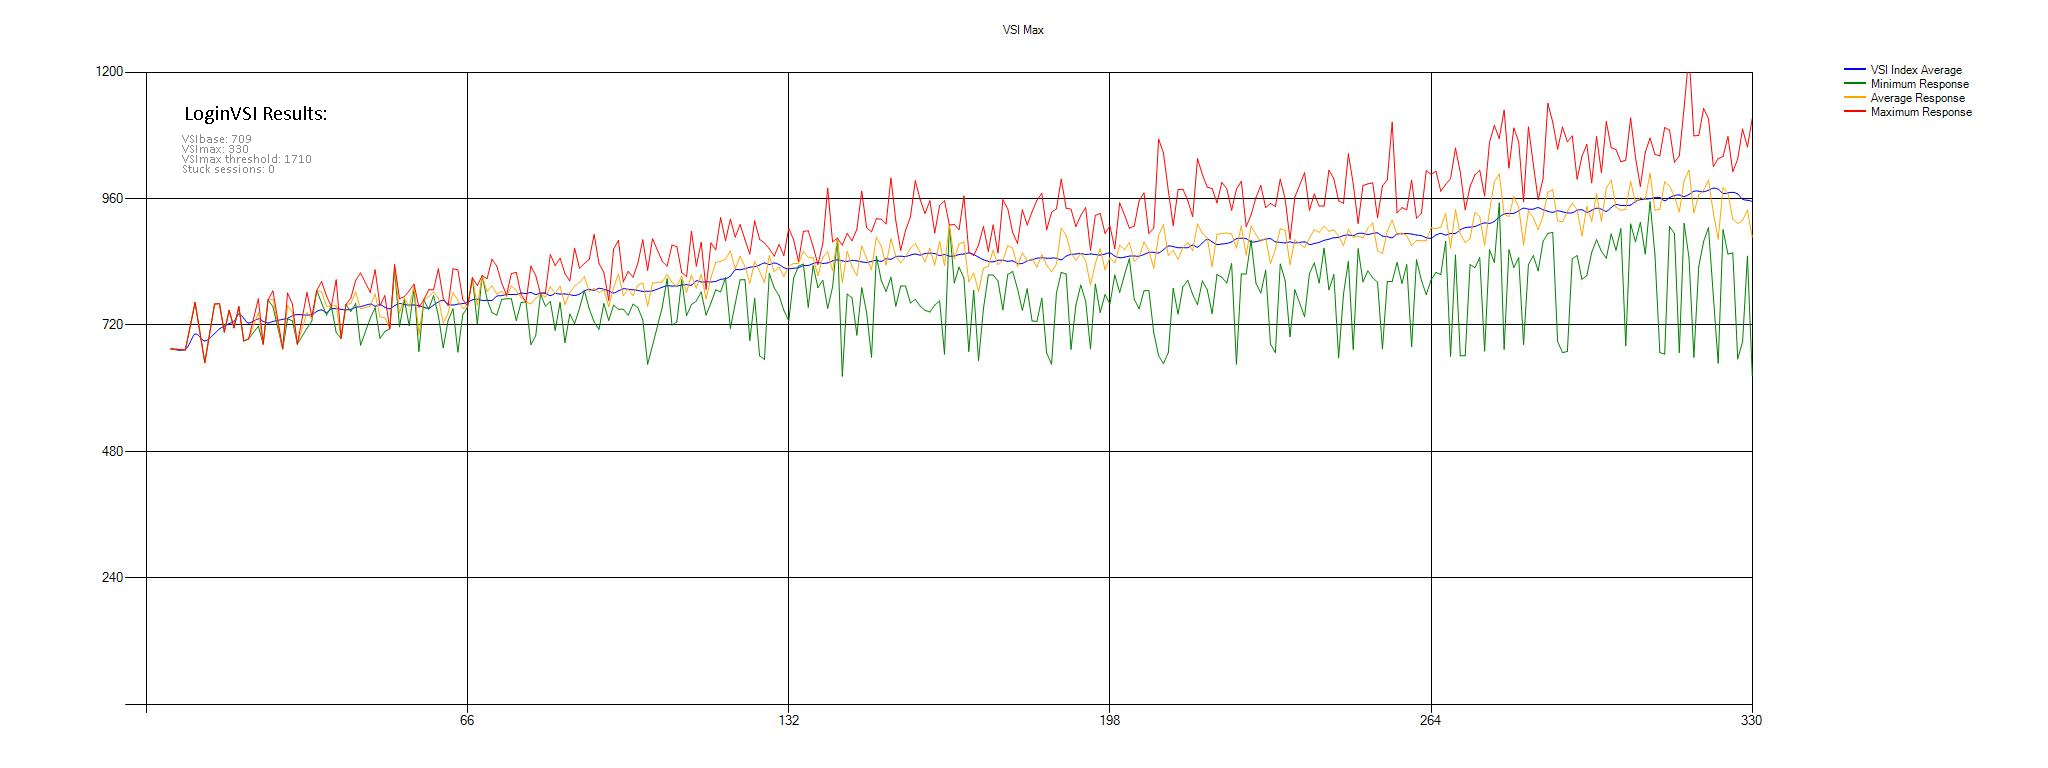 VSI Max
1200
960
720
480
240
LoginVSI Results:
VSIbase: 709
VSImax: 330
VSImax threshold: 1710
Stuck sessions: 0
VSI Index Average
Minimum Response
Average Response
Maximum Response
66
132
198
264
330